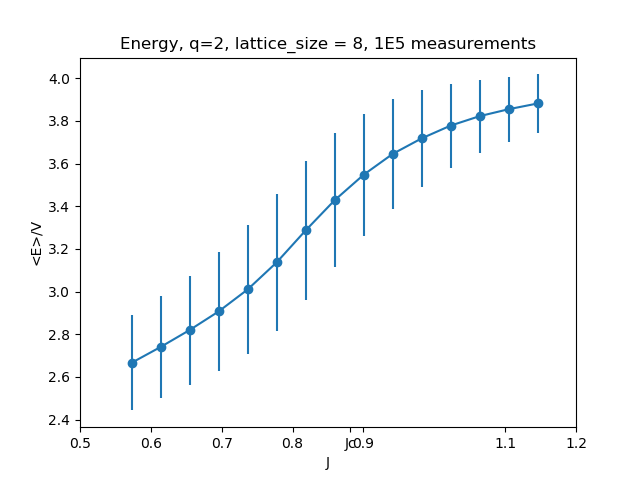 Energy, q=2, lattice_size = 8, 1E5 measurements
<E>/V
4.0
3.8
3.6
3.4
3.2
3.0
2.8
2.6
2.4
0.5 0.6 0.7 0.8 Jc 0.9 1.1 1.2
J